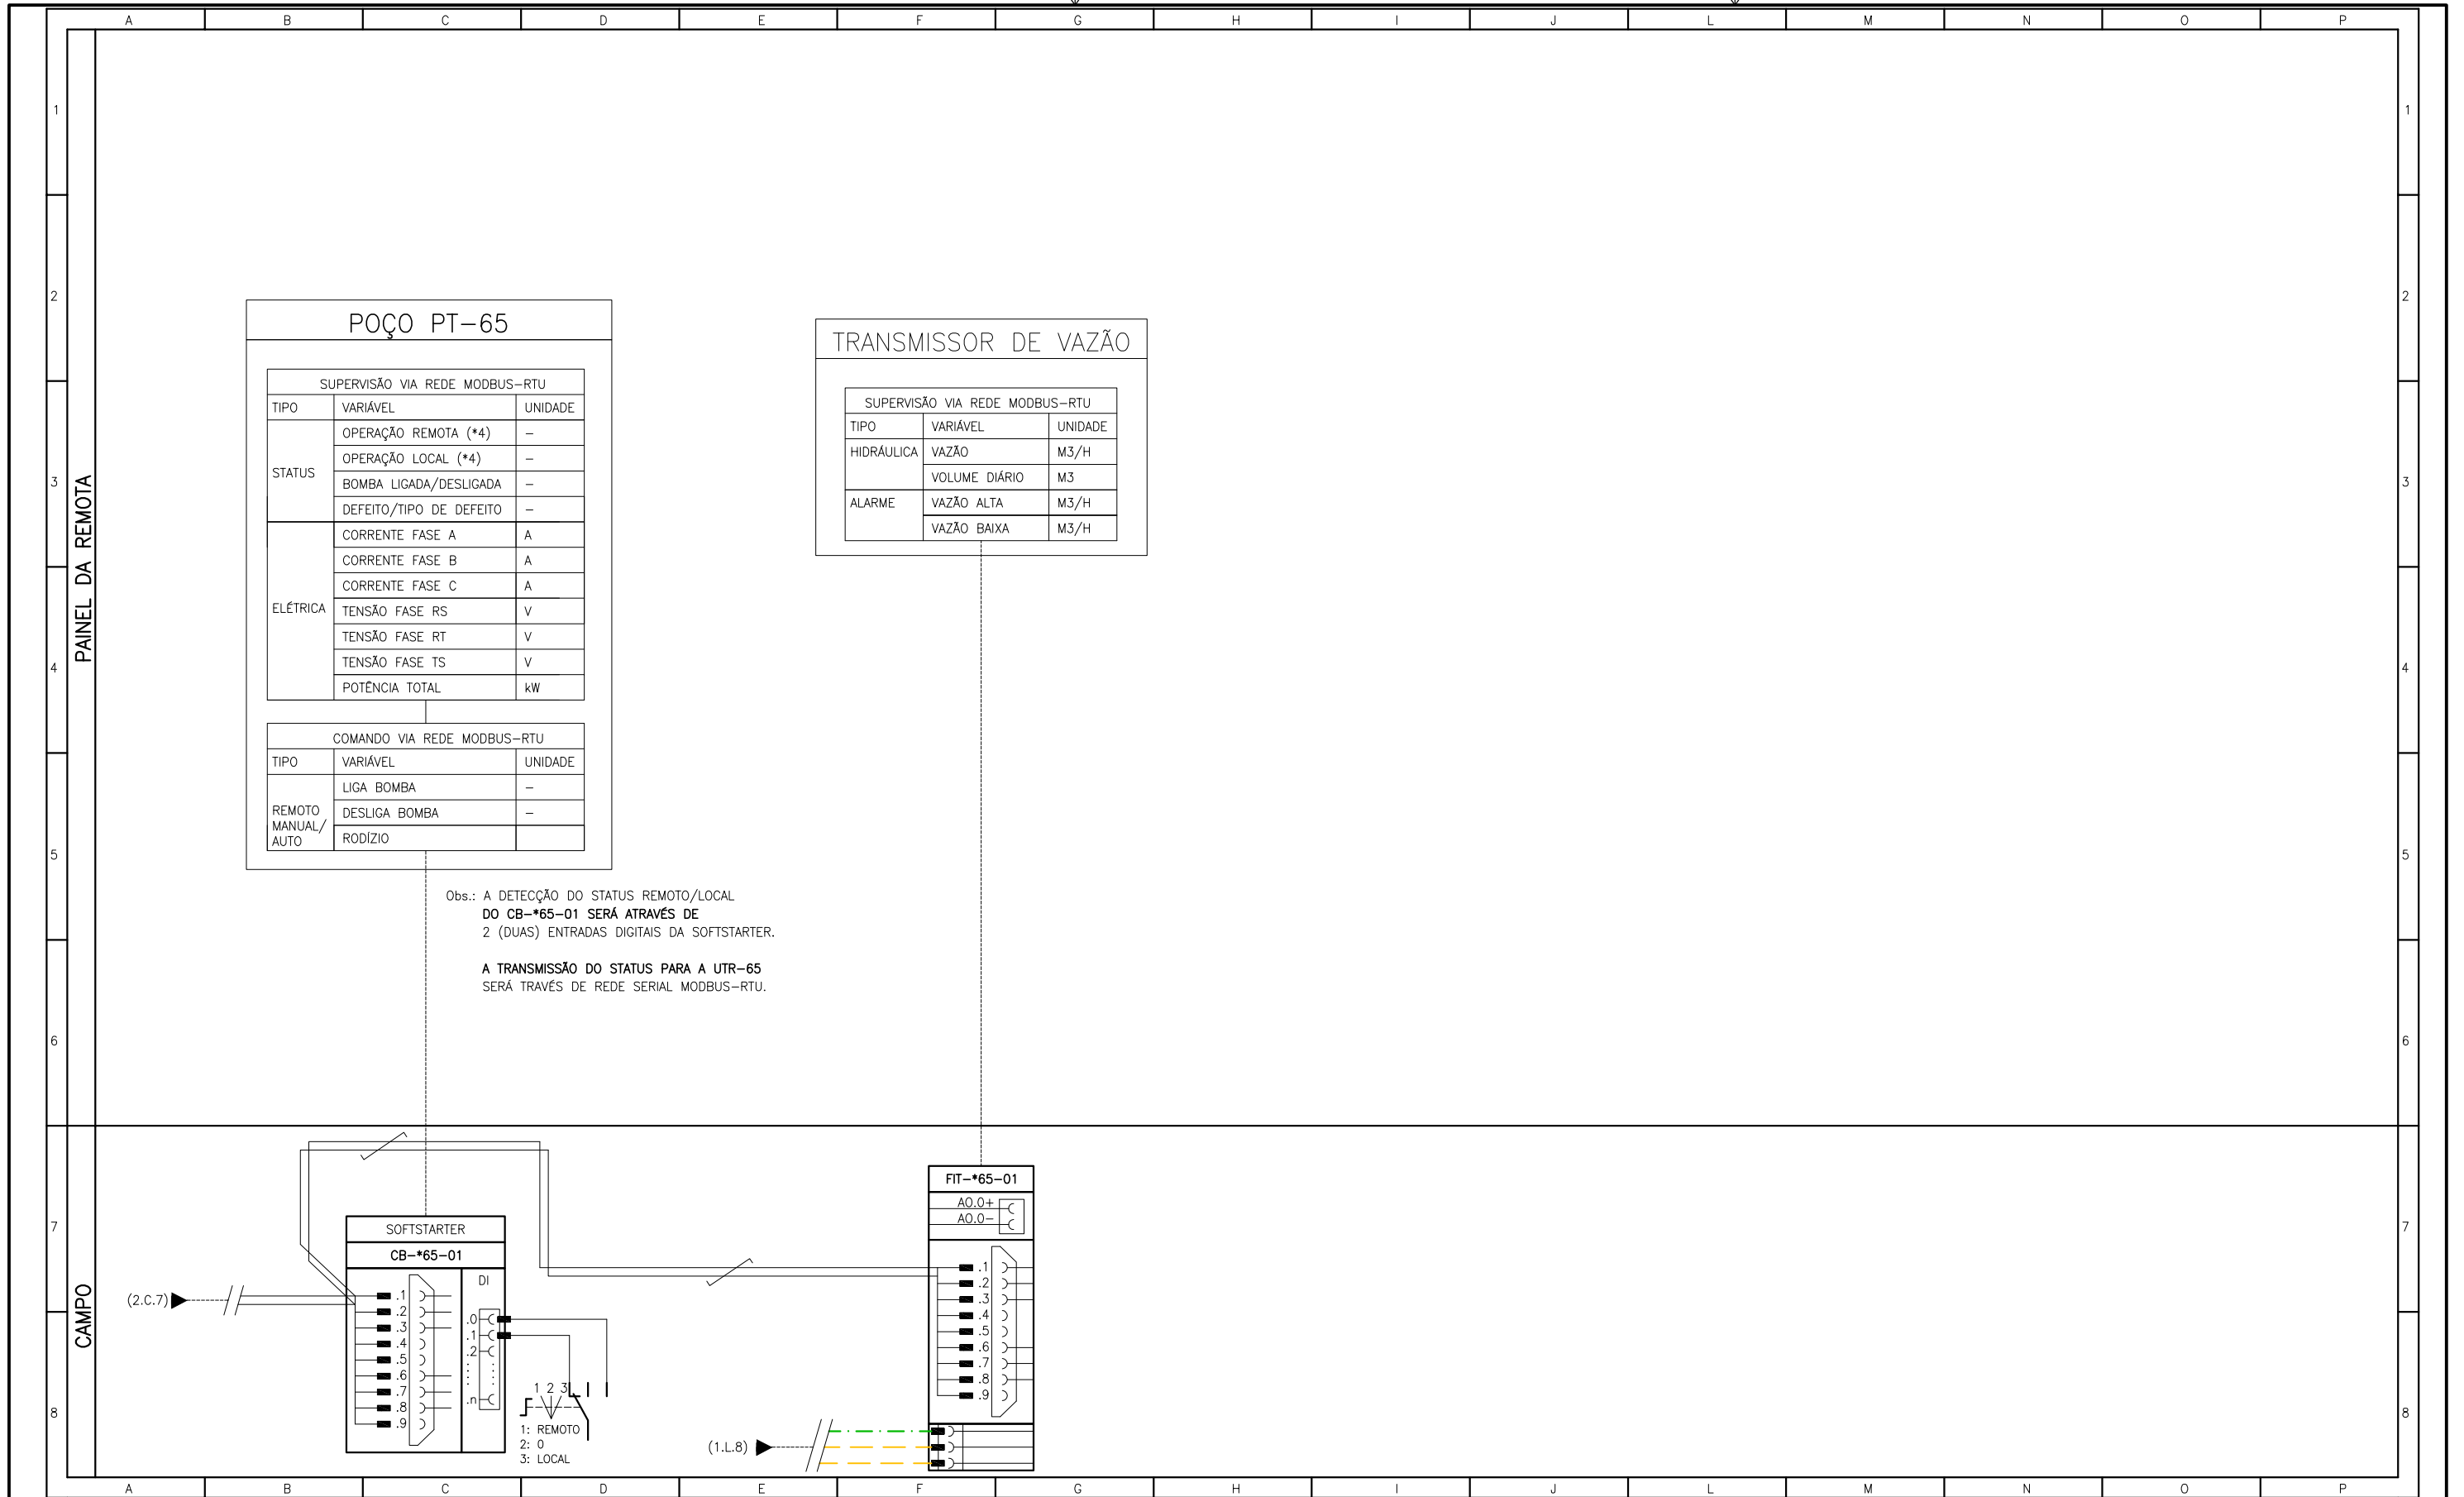 A B C D E F G H I J L M N O P
1
2
3
4
5
6
7
8
1
2
3
4
5
6
7
8
PAINEL DA REMOTA
CAMPO
POÇO PT-65
SUPERVISÃO VIA REDE MODBUS-RTU
TIPO VARIÁVEL UNIDADE
STATUS
OPERAÇÃO REMOTA (*4) -
OPERAÇÃO LOCAL (*4) -
BOMBA LIGADA/DESLIGADA -
DEFEITO/TIPO DE DEFEITO -
ELÉTRICA
CORRENTE FASE A A
CORRENTE FASE B A
CORRENTE FASE C A
TENSÃO FASE RS V
TENSÃO FASE RT V
TENSÃO FASE TS V
POTÊNCIA TOTAL kW
COMANDO VIA REDE MODBUS-RTU
TIPO VARIÁVEL UNIDADE
REMOTO
MANUAL/
AUTO
LIGA BOMBA -
DESLIGA BOMBA -
RODÍZIO
TRANSMISSOR DE VAZÃO
SUPERVISÃO VIA REDE MODBUS-RTU
TIPO VARIÁVEL UNIDADE
HIDRÁULICA VAZÃO M3/H
VOLUME DIÁRIO M3
ALARME VAZÃO ALTA M3/H
VAZÃO BAIXA M3/H
Obs.: A DETECÇÃO DO STATUS REMOTO/LOCAL
DO CB-*65-01 SERÁ ATRAVÉS DE
2 (DUAS) ENTRADAS DIGITAIS DA SOFTSTARTER.
A TRANSMISSÃO DO STATUS PARA A UTR-65
SERÁ TRAVÉS DE REDE SERIAL MODBUS-RTU.
(2.C.7)
SOFTSTARTER
CB-*65-01
DI
.1
.2
.3
.4
.5
.6
.7
.8
.9
.0
.1
.2
.n
1 2 3
1: REMOTO
2: 0
3: LOCAL
FIT-*65-01
AO.0+
AO.0-
.1
.2
.3
.4
.5
.6
.7
.8
.9
(1.L.8)
A B C D E F G H I J L M N O P